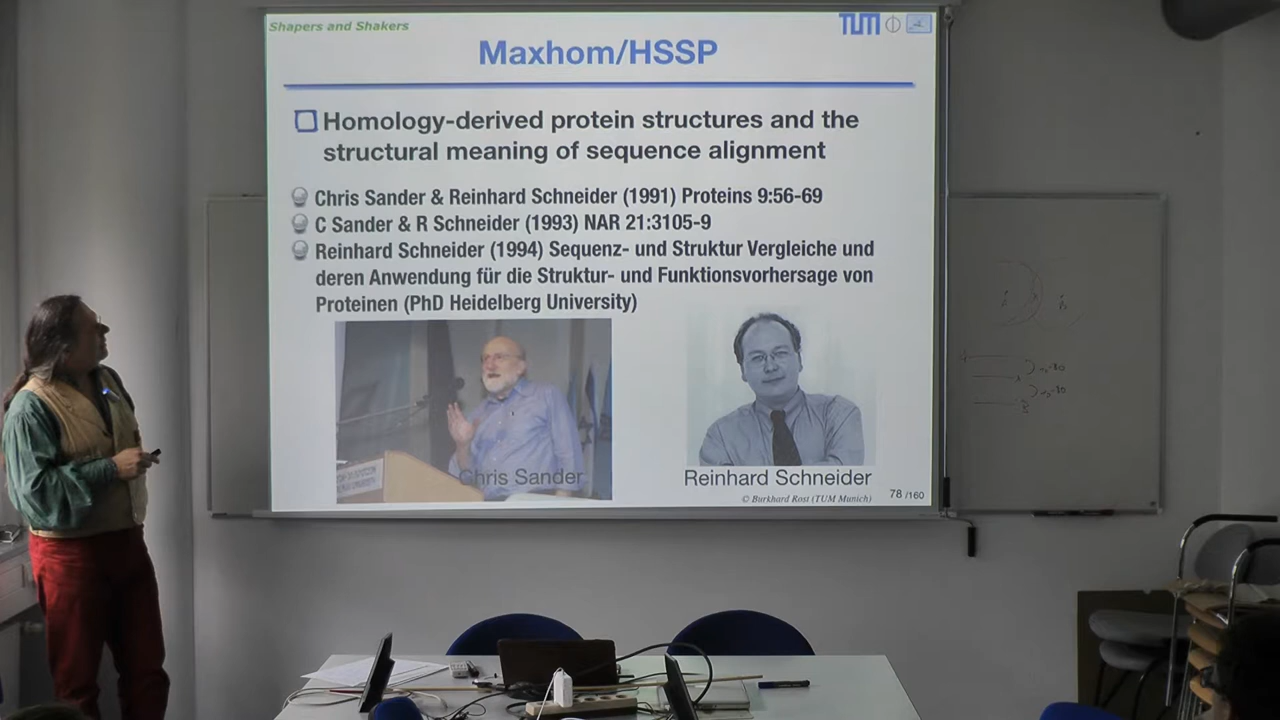 Shapers and Shakers
TUM
Maxhom/HSSP
Homology-derived protein structures and the
structural meaning of sequence alignment
Chris Sander & Reinhard Schneider (1991) Proteins 9:56-69
C Sander & R Schneider (1993) NAR 21:3105-9
Reinhard Schneider (1994) Sequenz- und Struktur Vergleiche und
deren Anwendung für die Struktur- und Funktionsvorhersage von
Proteinen (PhD Heidelberg University)
Chris Sander
Reinhard Schneider
© Burkhard Rost (TUM Munich)
78 /160